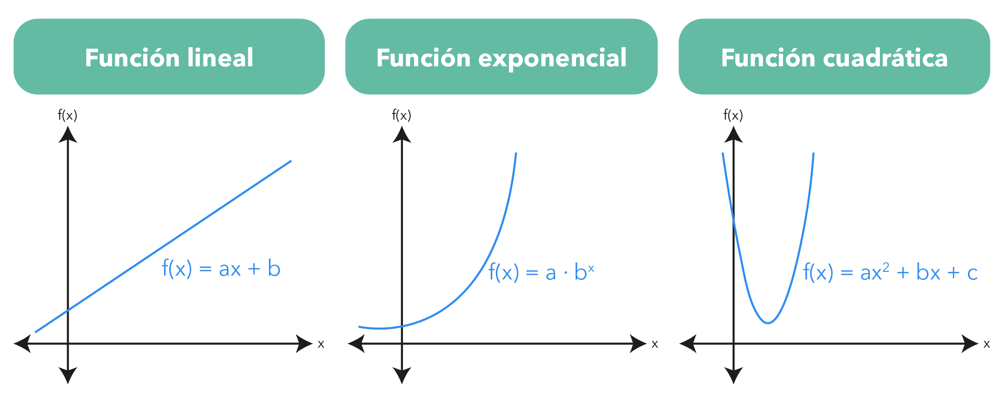 Función lineal
Función exponencial
Función cuadrática
f(x)
f(x)
f(x)
f(x) = ax + b
f(x) = a · bˣ
f(x) = ax² + bx + c
x
x
x